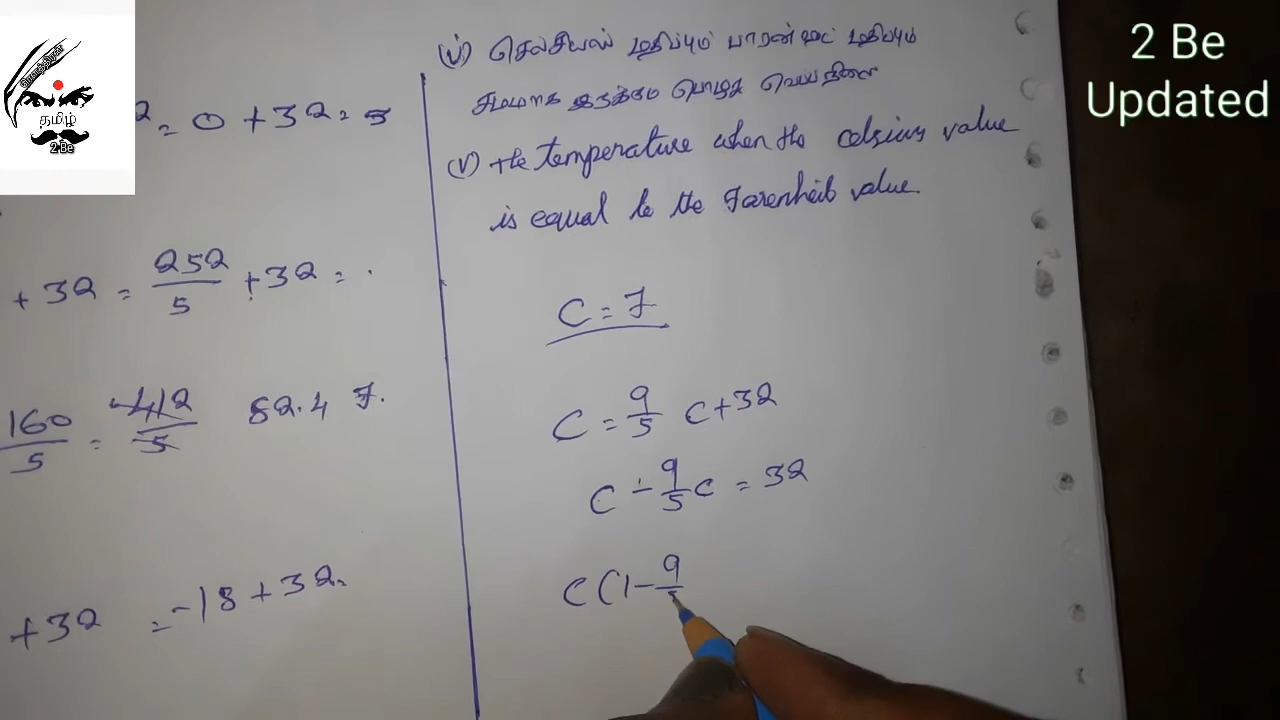 2 Be
Updated
தமிழ்
2 Be
= 0 + 32 =
+ 32 = 252/5 + 32 =
160/5 = 412/5 82.4 F.
+32 = -18 + 32
(v) செல்சியஸ் மதிப்பும் பாரன்ஹீட் மதிப்பும்
சமமாக இருக்கும் பொழுது வெப்பநிலை
(v) the temperature when the celsius value
is equal to the Farenheit value.
C = F
C = 9/5 C + 32
C - 9/5 C = 32
C (1 - 9/5